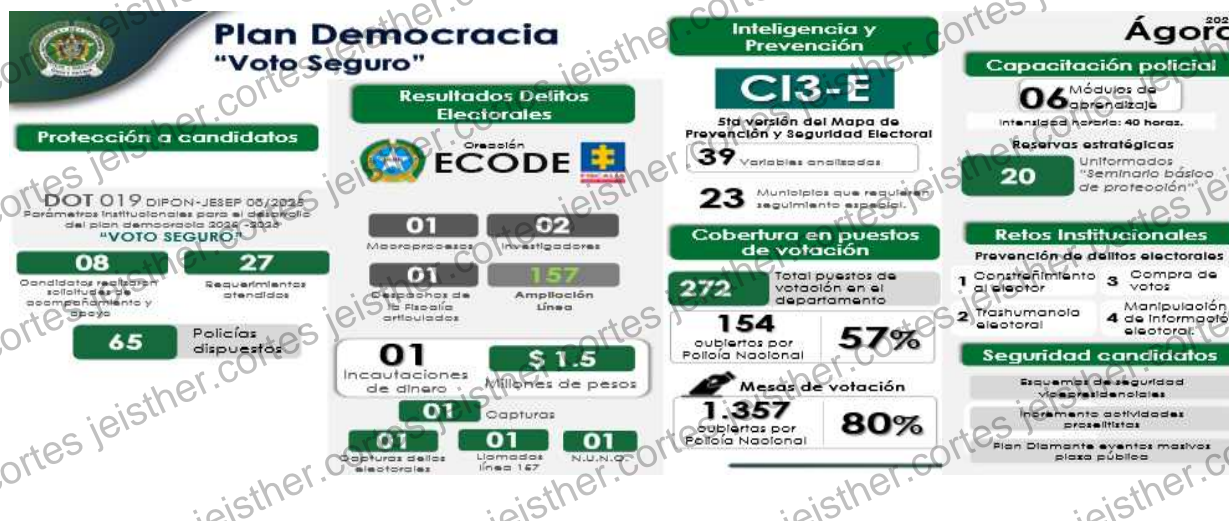 Plan Democracia
"Voto Seguro"
Protección a candidatos
DOT 019 DIPON-JESEP 06/2025
Parámetros institucionales para el desarrollo
del plan democracia 2025 -2026
"VOTO SEGURO"
08
Candidatos realizaron
solicitudes de
acompañamiento y
apoyo
27
Requerimientos
atendidos
65
Policías
dispuestos
Resultados Delitos
Electorales
Creación
ECODE
FISCALÍA
01
Macroprocesos
02
Investigadores
01
Despachos de
la Fiscalía
articulados
157
Ampliación
Línea
01
Incautaciones
de dinero
$ 1.5
Millones de pesos
01
Capturas
01
Capturas delios
electorales
01
Llamadas
línea 157
01
N.U.N.C.
Inteligencia y
Prevención
CI3-E
5ta versión del Mapa de
Prevención y Seguridad Electoral
39
Variables analizadas
23
Municipios que requieren
seguimiento especial.
Cobertura en puestos
de votación
272
Total puestos de
votación en el
departamento
154
cubiertos por
Policía Nacional
57%
Mesas de votación
1.357
cubiertas por
Policía Nacional
80%
202
Ágora
Capacitación policial
06
Módulos de
aprendizaje
Intensidad horaria: 40 horas.
Reservas estratégicas
20
Uniformados
"Seminario básico
de protección"
Retos Institucionales
Prevención de delitos electorales
1 Constreñimiento
al elector
2 Trashumancia
electoral
3 Compra de
votos
4 Manipulación
de información
electoral.
Seguridad candidatos
Esquemas de seguridad
vicepresidenciales
Incremento actividades
proselitistas
Plan Diamante eventos masivos
plaza pública
jeisther.cortes